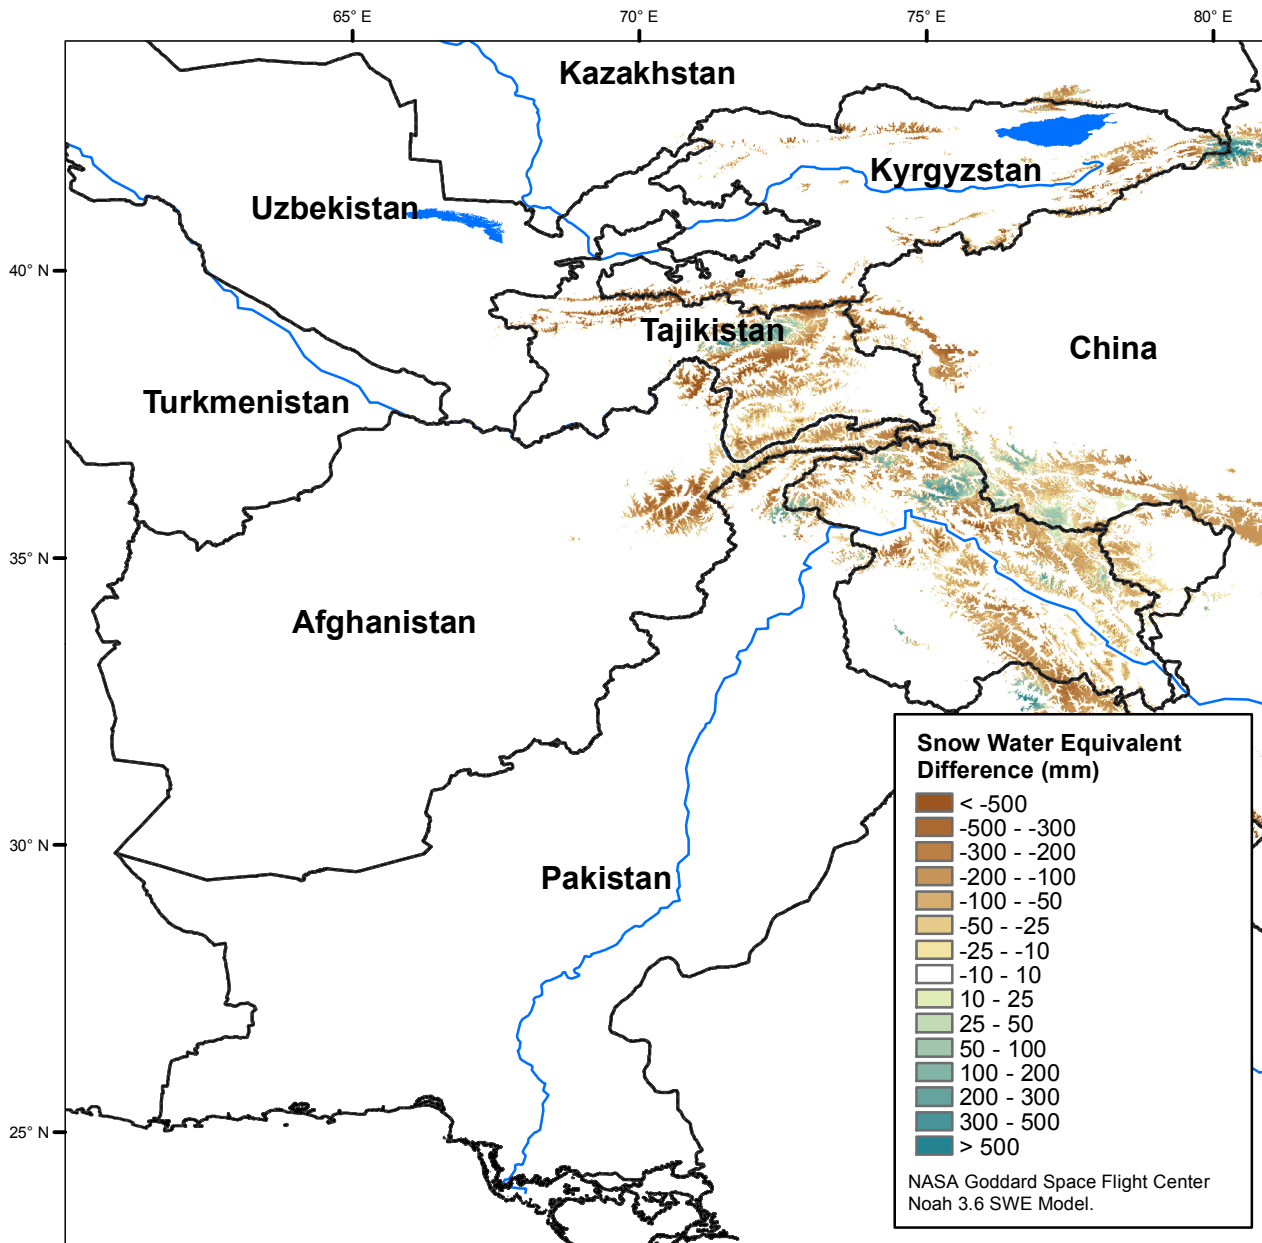 65° E
70° E
75° E
80° E
Kazakhstan
Kyrgyzstan
Uzbekistan
40° N
Tajikistan
China
Turkmenistan
35° N
Afghanistan
30° N
Pakistan
25° N
Snow Water Equivalent
Difference (mm)
< -500
-500 - -300
-300 - -200
-200 - -100
-100 - -50
-50 - -25
-25 - -10
-10 - 10
10 - 25
25 - 50
50 - 100
100 - 200
200 - 300
300 - 500
> 500
NASA Goddard Space Flight Center
Noah 3.6 SWE Model.